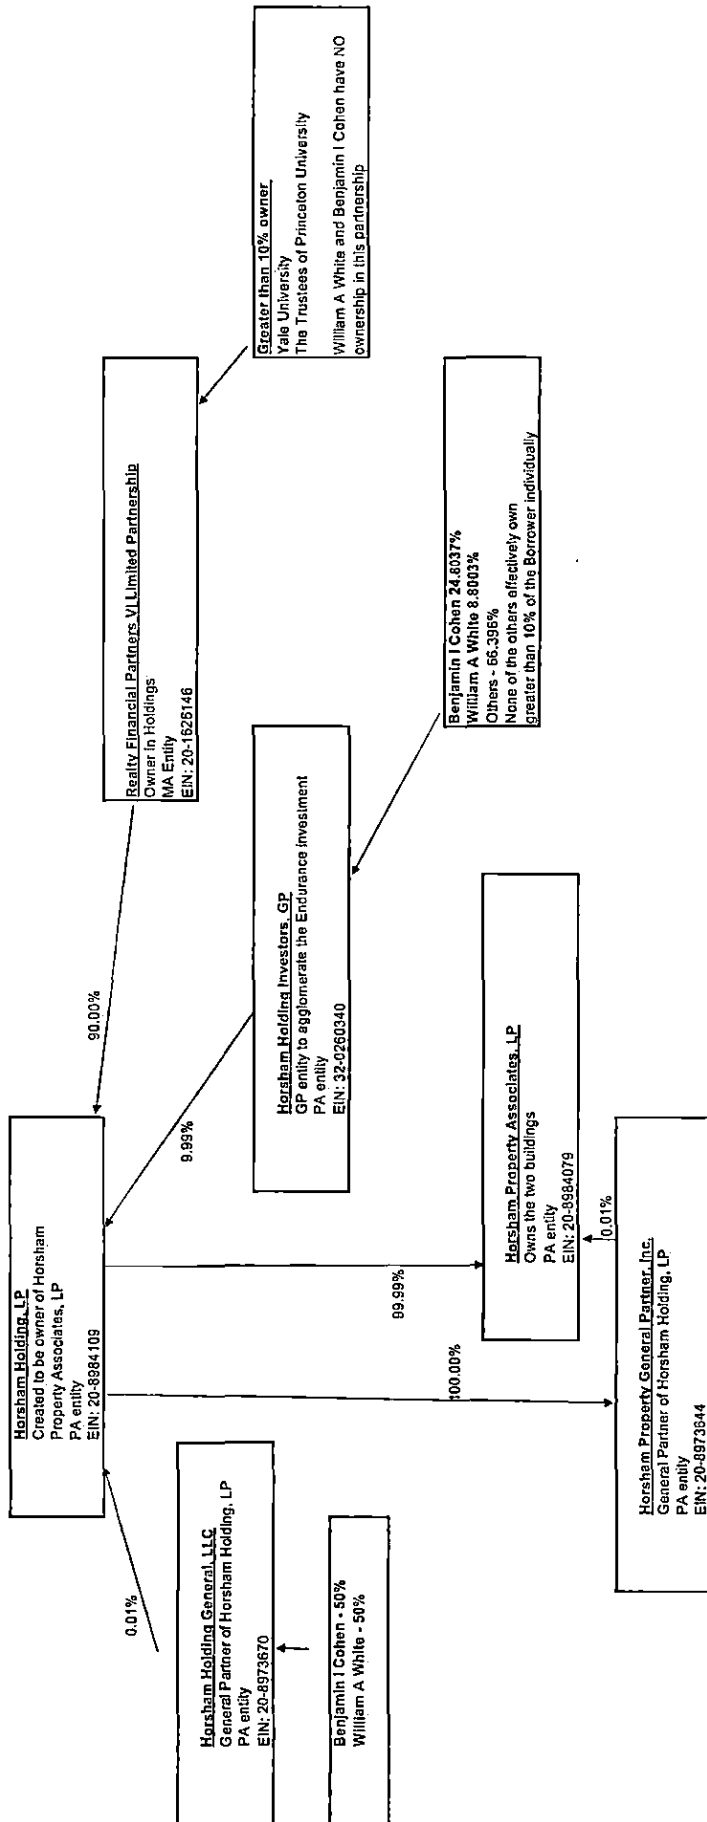 Horsham Holding, LP
Created to be owner of Horsham
Property Associates, LP
PA entity
EIN: 20-8984109
0.01%
90.00%
9.99%
Realty Financial Partners VI Limited Partnership
Owner in Holdings
MA Entity
EIN: 20-1626146
Greater than 10% owner
Yale University
The Trustees of Princeton University
William A White and Benjamin I Cohen have NO
ownership in this partnership
Horsham Holding General, LLC
General Partner of Horsham Holding, LP
PA entity
EIN: 20-8973670
Benjamin I Cohen - 50%
William A White - 50%
Horsham Holding Investors, GP
GP entity to agglomerate the Endurance Investment
PA entity
EIN: 32-0260340
Benjamin I Cohen 24.8037%
William A White 8.8003%
Others - 66.396%
None of the others effectively own
greater than 10% of the Borrower individually
99.99%
100.00%
Horsham Property Associates, LP
Owns the two buildings
PA entity
EIN: 20-8984079
0.01%
Horsham Property General Partner, Inc.
General Partner of Horsham Holding, LP
PA entity
EIN: 20-8973644